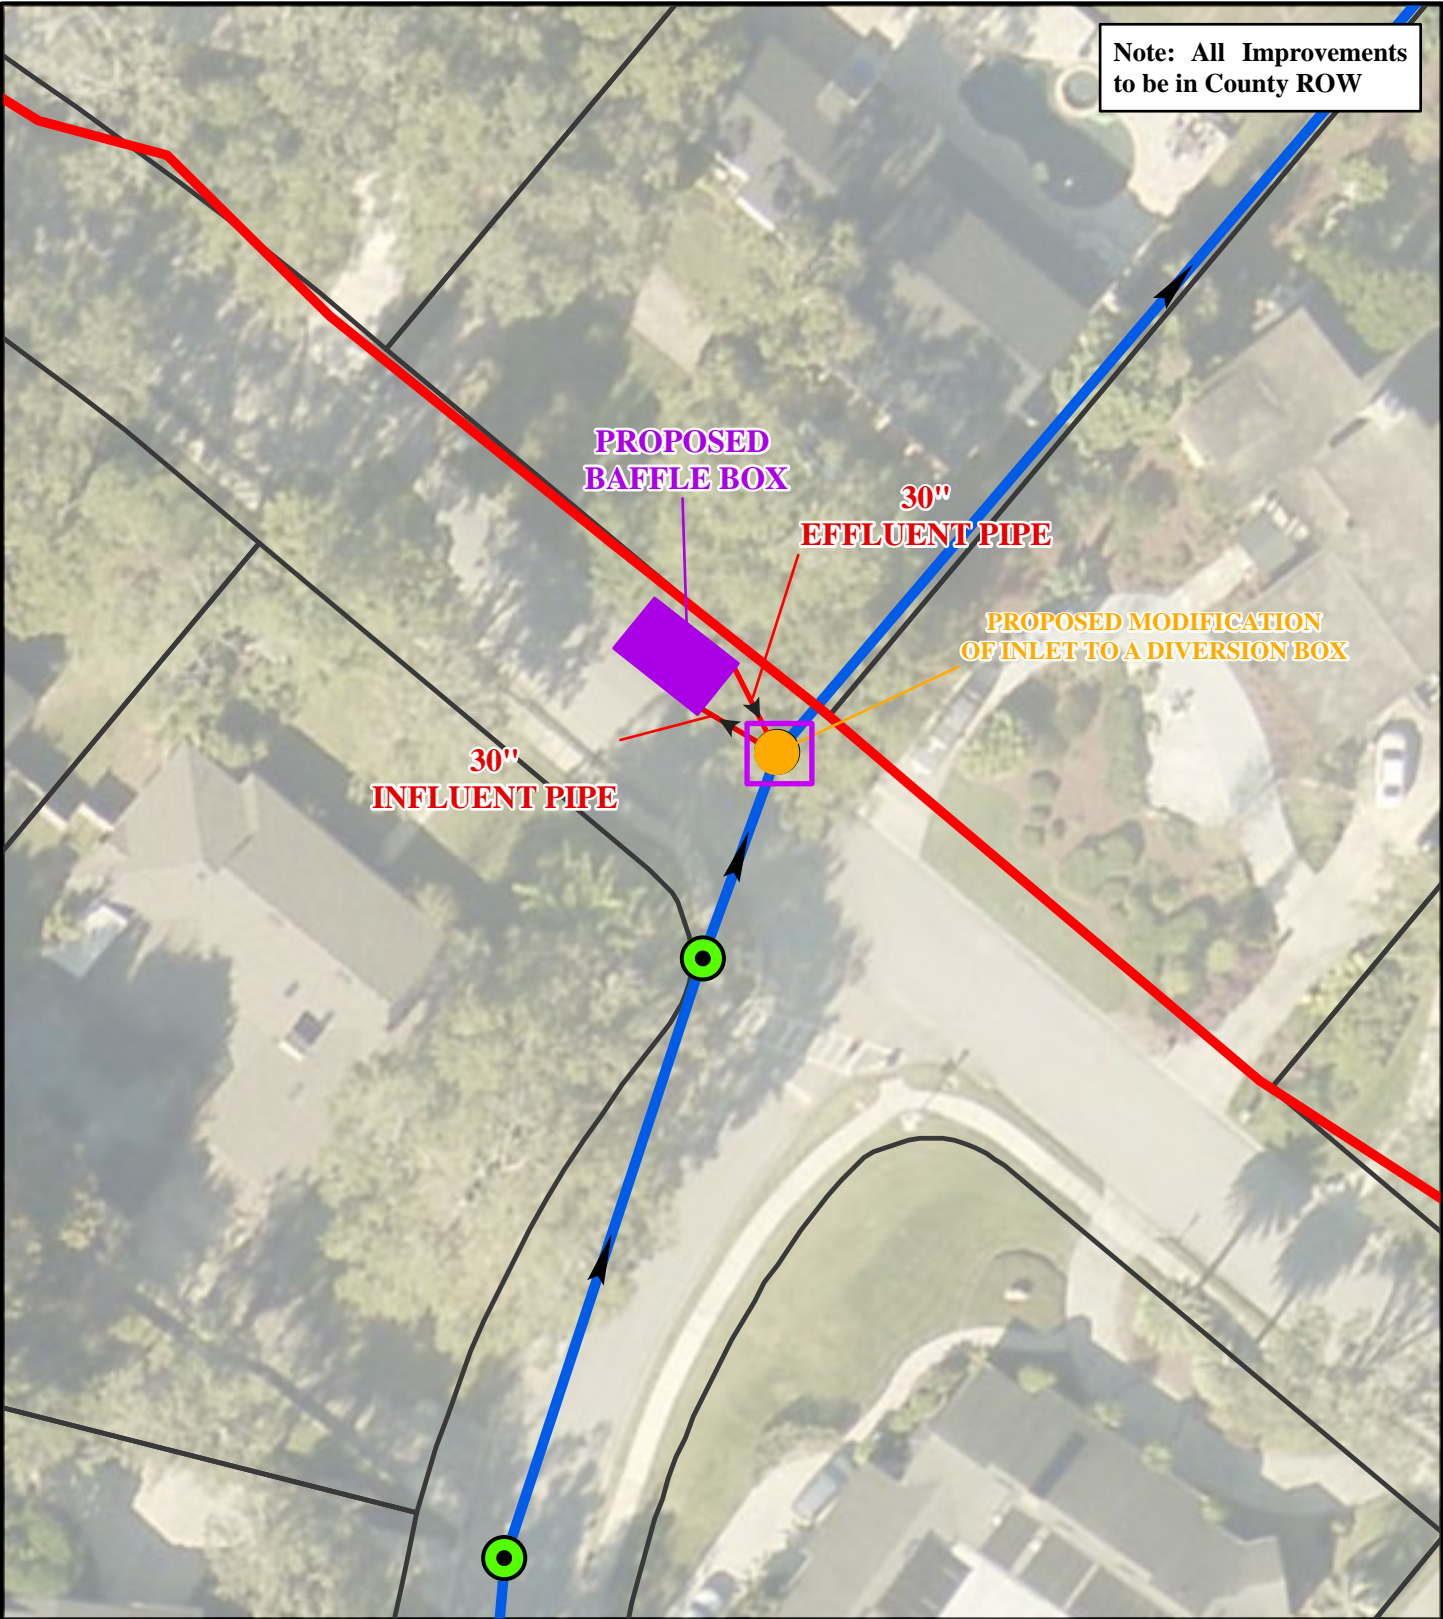 Note: All Improvements
to be in County ROW
PROPOSED
BAFFLE BOX
30"
EFFLUENT PIPE
PROPOSED MODIFICATION
OF INLET TO A DIVERSION BOX
30"
INFLUENT PIPE